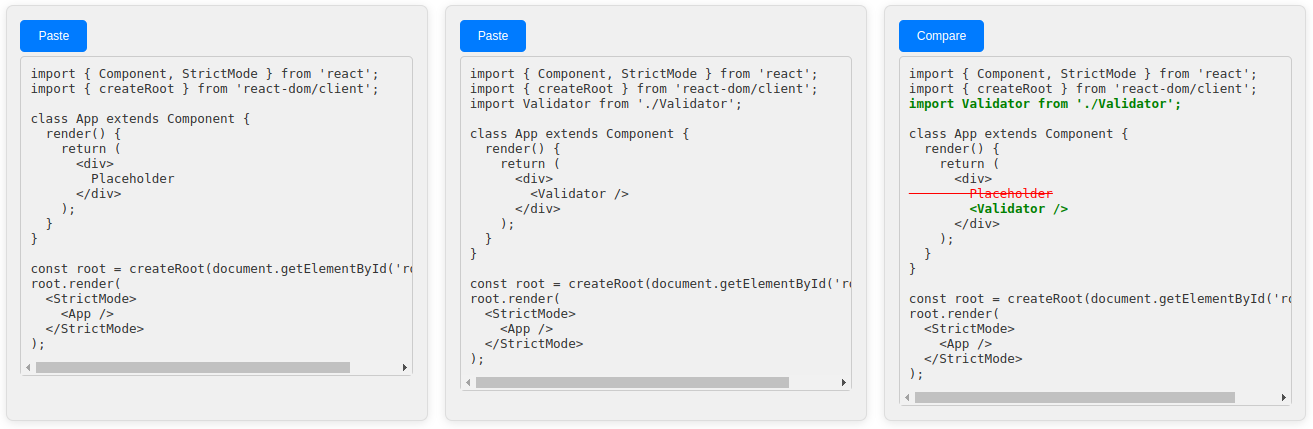 Paste
import { Component, StrictMode } from 'react';
import { createRoot } from 'react-dom/client';

class App extends Component {
  render() {
    return (
      <div>
        Placeholder
      </div>
    );
  }
}

const root = createRoot(document.getElementById('ro
root.render(
  <StrictMode>
    <App />
  </StrictMode>
);
Paste
import { Component, StrictMode } from 'react';
import { createRoot } from 'react-dom/client';
import Validator from './Validator';

class App extends Component {
  render() {
    return (
      <div>
        <Validator />
      </div>
    );
  }
}

const root = createRoot(document.getElementById('ro
root.render(
  <StrictMode>
    <App />
  </StrictMode>
);
Compare
import { Component, StrictMode } from 'react';
import { createRoot } from 'react-dom/client';
import Validator from './Validator';

class App extends Component {
  render() {
    return (
      <div>
        Placeholder
        <Validator />
      </div>
    );
  }
}

const root = createRoot(document.getElementById('ro
root.render(
  <StrictMode>
    <App />
  </StrictMode>
);